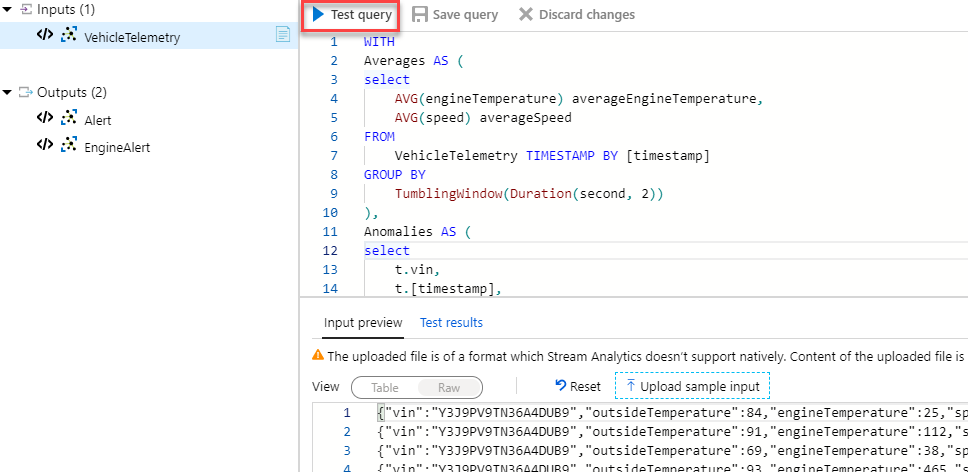 Inputs (1)
VehicleTelemetry
Outputs (2)
Alert
EngineAlert
Test query Save query Discard changes
1 WITH
2 Averages AS (
3 select
4 AVG(engineTemperature) averageEngineTemperature,
5 AVG(speed) averageSpeed
6 FROM
7 VehicleTelemetry TIMESTAMP BY [timestamp]
8 GROUP BY
9 TumblingWindow(Duration(second, 2))
10 ),
11 Anomalies AS (
12 select
13 t.vin,
14 t.[timestamp],
Input preview Test results
The uploaded file is of a format which Stream Analytics doesn't support natively. Content of the uploaded file is
View Table Raw Reset Upload sample input
1 {"vin":"Y3J9PV9TN36A4DUB9","outsideTemperature":84,"engineTemperature":25,"sp
2 {"vin":"Y3J9PV9TN36A4DUB9","outsideTemperature":91,"engineTemperature":112,"s
3 {"vin":"Y3J9PV9TN36A4DUB9","outsideTemperature":69,"engineTemperature":38,"sp
4 {"vin":"Y3J9PV9TN36A4DUB9","outsideTemperature":93,"engineTemperature":465,"s